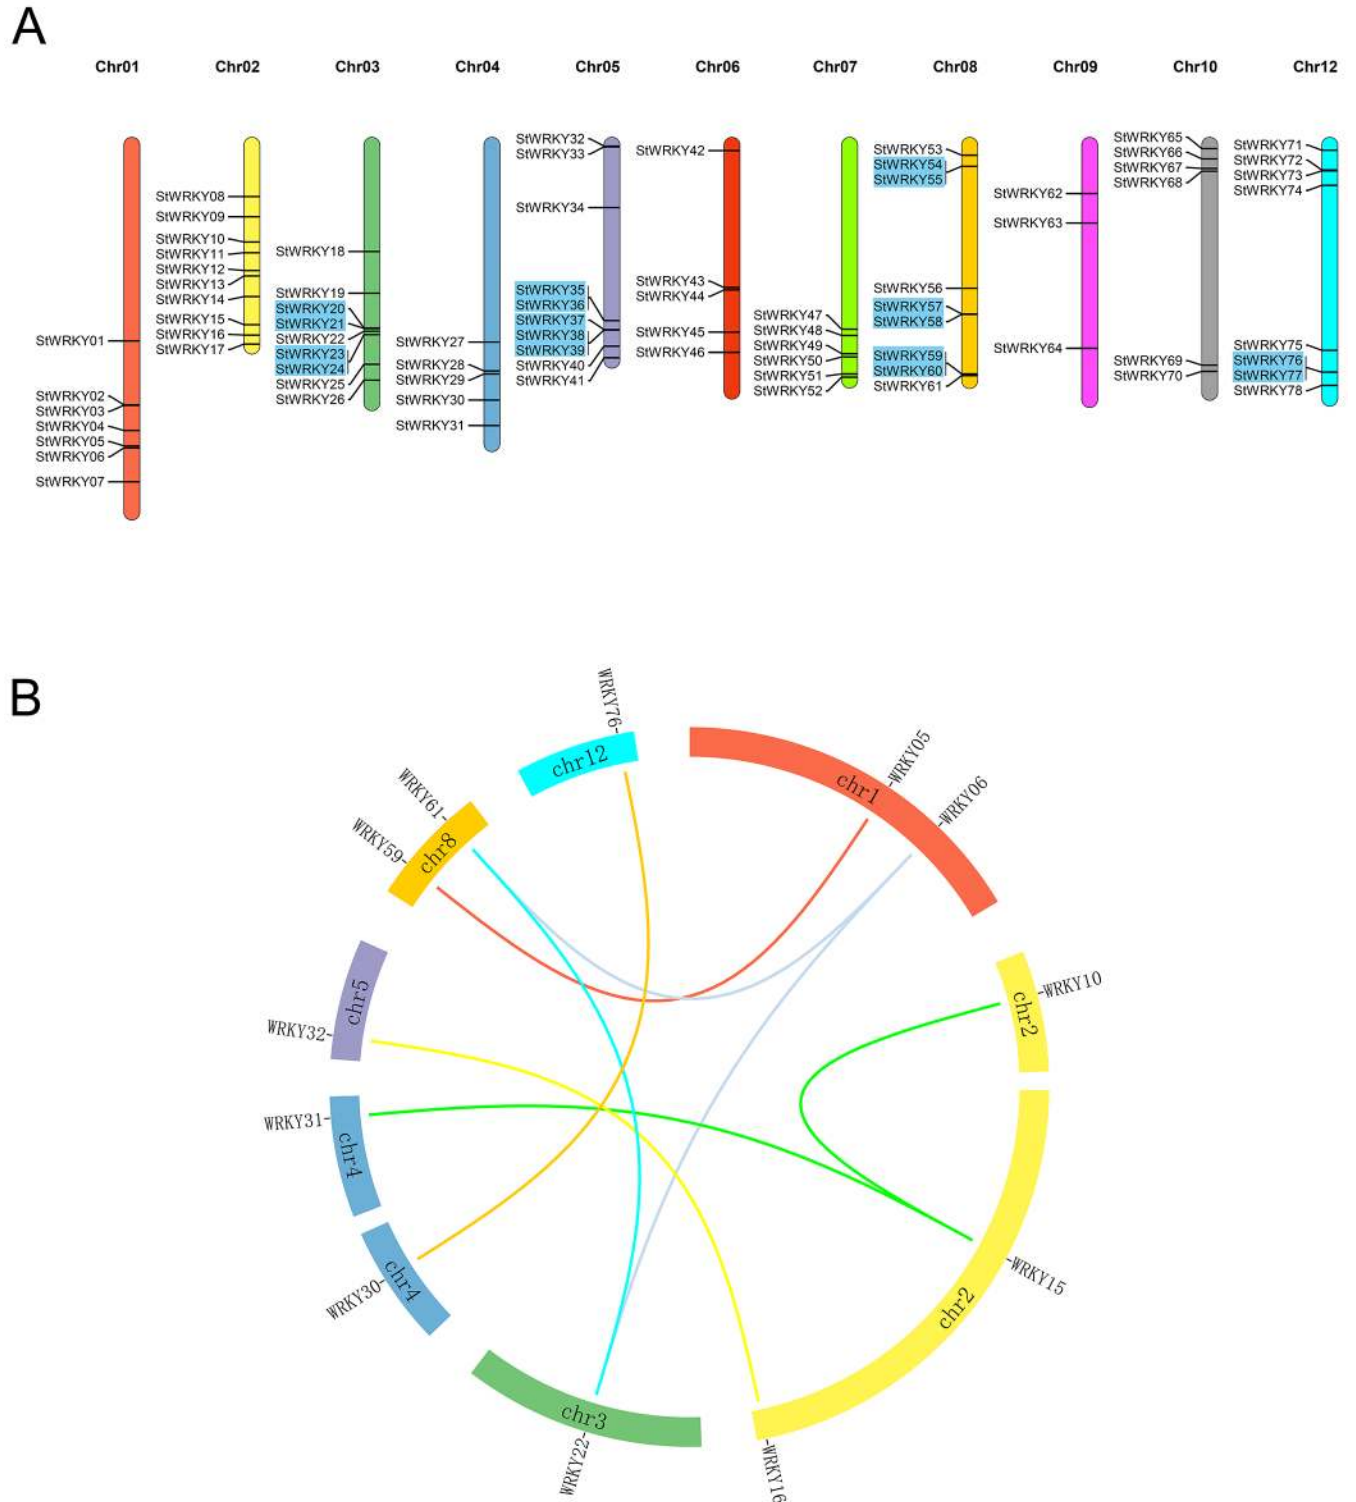 A
Chr01 Chr02 Chr03 Chr04 Chr05 Chr06 Chr07 Chr08 Chr09 Chr10 Chr12
StWRKY01
StWRKY02
StWRKY03
StWRKY04
StWRKY05
StWRKY06
StWRKY07
StWRKY08
StWRKY09
StWRKY10
StWRKY11
StWRKY12
StWRKY13
StWRKY14
StWRKY15
StWRKY16
StWRKY17
StWRKY18
StWRKY19
StWRKY20
StWRKY21
StWRKY22
StWRKY23
StWRKY24
StWRKY25
StWRKY26
StWRKY27
StWRKY28
StWRKY29
StWRKY30
StWRKY31
StWRKY32
StWRKY33
StWRKY34
StWRKY35
StWRKY36
StWRKY37
StWRKY38
StWRKY39
StWRKY40
StWRKY41
StWRKY42
StWRKY43
StWRKY44
StWRKY45
StWRKY46
StWRKY47
StWRKY48
StWRKY49
StWRKY50
StWRKY51
StWRKY52
StWRKY53
StWRKY54
StWRKY55
StWRKY56
StWRKY57
StWRKY58
StWRKY59
StWRKY60
StWRKY61
StWRKY62
StWRKY63
StWRKY64
StWRKY65
StWRKY66
StWRKY67
StWRKY68
StWRKY69
StWRKY70
StWRKY71
StWRKY72
StWRKY73
StWRKY74
StWRKY75
StWRKY76
StWRKY77
StWRKY78
B
WRKY76
chr12
WRKY05
chr1
WRKY06
WRKY61
WRKY59
chr8
WRKY10
chr2
chr5
WRKY32
WRKY31
chr4
WRKY30
chr4
WRKY15
chr2
chr3
WRKY22
WRKY16